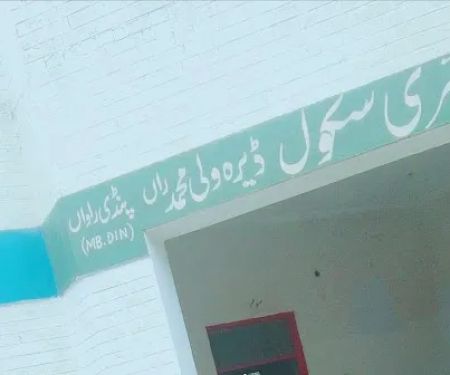 سکول ڈیرہ ولی محمد راں پنڈی راواں
(MB.DIN)